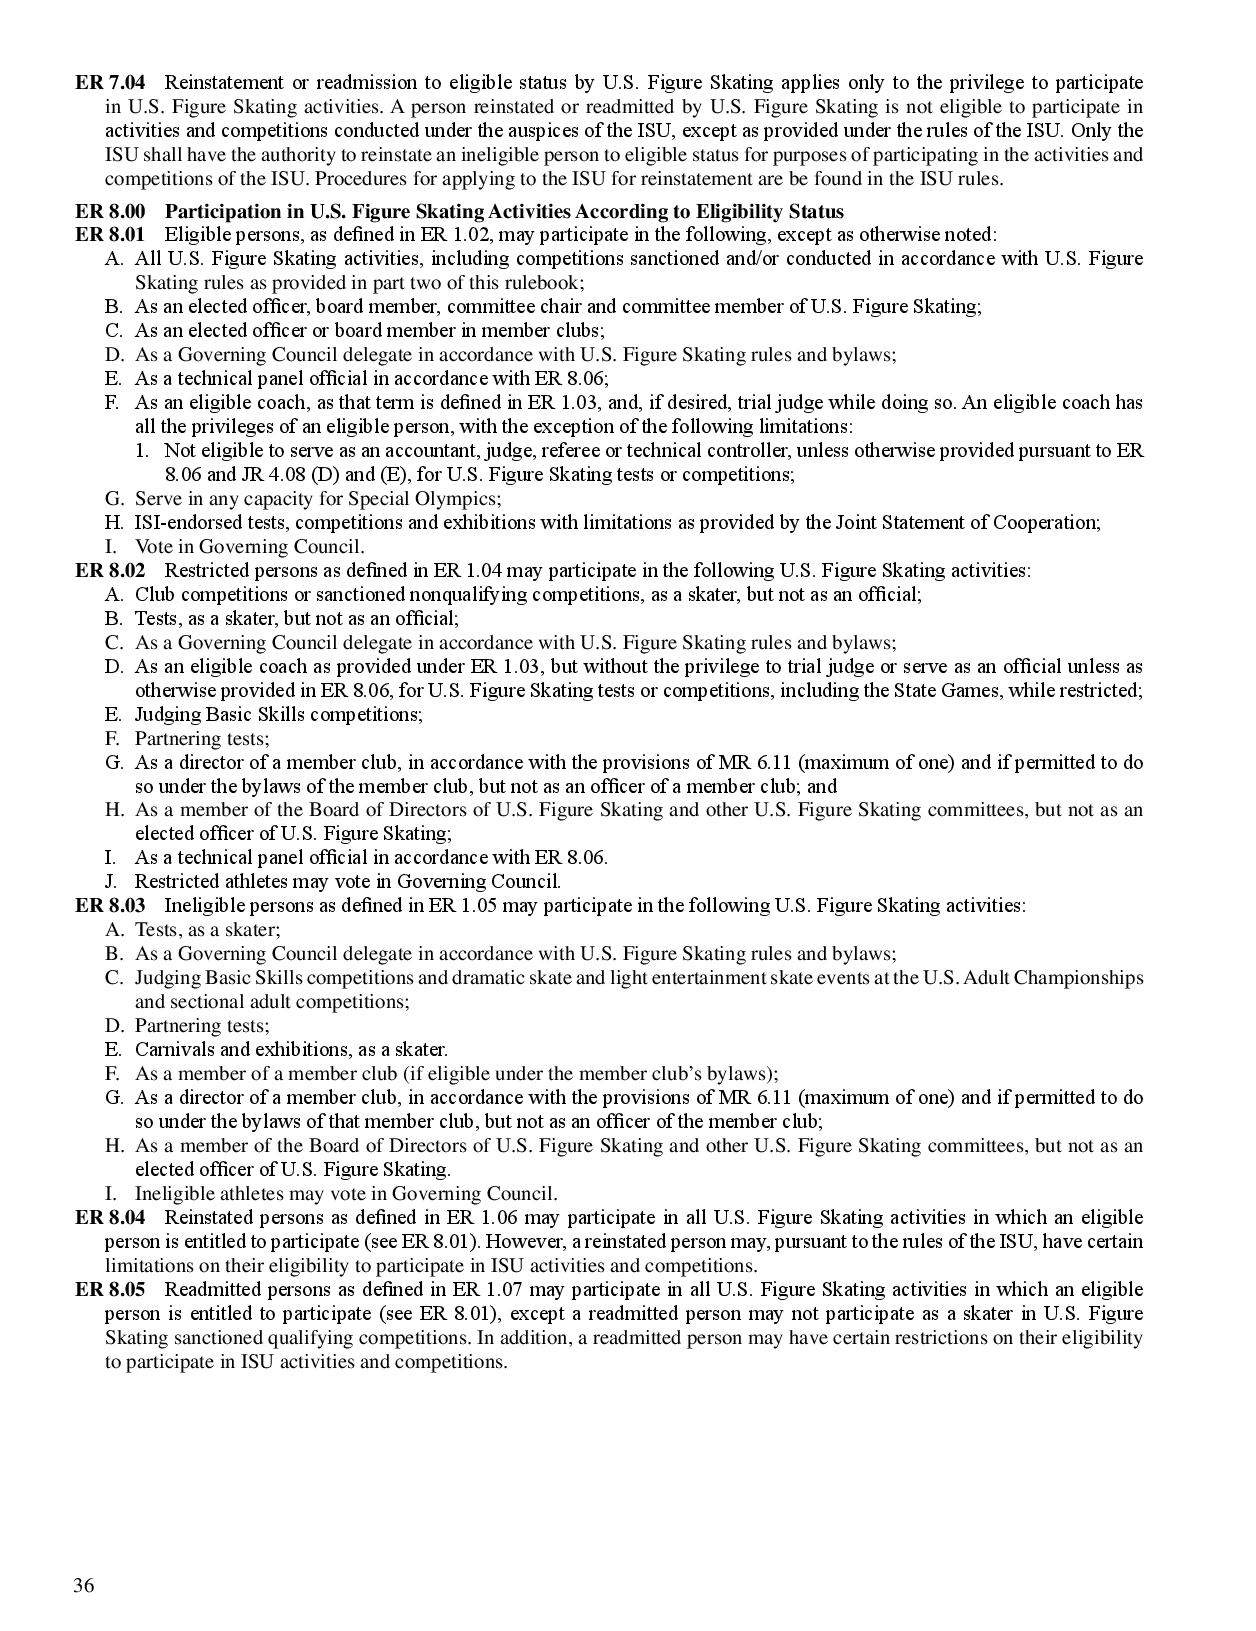 ER 7.04 Reinstatement or readmission to eligible status by U.S. Figure Skating applies only to the privilege to participate
in U.S. Figure Skating activities. A person reinstated or readmitted by U.S. Figure Skating is not eligible to participate in
activities and competitions conducted under the auspices of the ISU, except as provided under the rules of the ISU. Only the
ISU shall have the authority to reinstate an ineligible person to eligible status for purposes of participating in the activities and
competitions of the ISU. Procedures for applying to the ISU for reinstatement are be found in the ISU rules.
ER 8.00 Participation in U.S. Figure Skating Activities According to Eligibility Status
ER 8.01 Eligible persons, as defined in ER 1.02, may participate in the following, except as otherwise noted:
A. All U.S. Figure Skating activities, including competitions sanctioned and/or conducted in accordance with U.S. Figure
Skating rules as provided in part two of this rulebook;
B. As an elected officer, board member, committee chair and committee member of U.S. Figure Skating;
C. As an elected officer or board member in member clubs;
D. As a Governing Council delegate in accordance with U.S. Figure Skating rules and bylaws;
E. As a technical panel official in accordance with ER 8.06;
F. As an eligible coach, as that term is defined in ER 1.03, and, if desired, trial judge while doing so. An eligible coach has
all the privileges of an eligible person, with the exception of the following limitations:
1. Not eligible to serve as an accountant, judge, referee or technical controller, unless otherwise provided pursuant to ER
8.06 and JR 4.08 (D) and (E), for U.S. Figure Skating tests or competitions;
G. Serve in any capacity for Special Olympics;
H. ISI-endorsed tests, competitions and exhibitions with limitations as provided by the Joint Statement of Cooperation;
I. Vote in Governing Council.
ER 8.02 Restricted persons as defined in ER 1.04 may participate in the following U.S. Figure Skating activities:
A. Club competitions or sanctioned nonqualifying competitions, as a skater, but not as an official;
B. Tests, as a skater, but not as an official;
C. As a Governing Council delegate in accordance with U.S. Figure Skating rules and bylaws;
D. As an eligible coach as provided under ER 1.03, but without the privilege to trial judge or serve as an official unless as
otherwise provided in ER 8.06, for U.S. Figure Skating tests or competitions, including the State Games, while restricted;
E. Judging Basic Skills competitions;
F. Partnering tests;
G. As a director of a member club, in accordance with the provisions of MR 6.11 (maximum of one) and if permitted to do
so under the bylaws of the member club, but not as an officer of a member club; and
H. As a member of the Board of Directors of U.S. Figure Skating and other U.S. Figure Skating committees, but not as an
elected officer of U.S. Figure Skating;
I. As a technical panel official in accordance with ER 8.06.
J. Restricted athletes may vote in Governing Council.
ER 8.03 Ineligible persons as defined in ER 1.05 may participate in the following U.S. Figure Skating activities:
A. Tests, as a skater;
B. As a Governing Council delegate in accordance with U.S. Figure Skating rules and bylaws;
C. Judging Basic Skills competitions and dramatic skate and light entertainment skate events at the U.S. Adult Championships
and sectional adult competitions;
D. Partnering tests;
E. Carnivals and exhibitions, as a skater.
F. As a member of a member club (if eligible under the member club’s bylaws);
G. As a director of a member club, in accordance with the provisions of MR 6.11 (maximum of one) and if permitted to do
so under the bylaws of that member club, but not as an officer of the member club;
H. As a member of the Board of Directors of U.S. Figure Skating and other U.S. Figure Skating committees, but not as an
elected officer of U.S. Figure Skating.
I. Ineligible athletes may vote in Governing Council.
ER 8.04 Reinstated persons as defined in ER 1.06 may participate in all U.S. Figure Skating activities in which an eligible
person is entitled to participate (see ER 8.01). However, a reinstated person may, pursuant to the rules of the ISU, have certain
limitations on their eligibility to participate in ISU activities and competitions.
ER 8.05 Readmitted persons as defined in ER 1.07 may participate in all U.S. Figure Skating activities in which an eligible
person is entitled to participate (see ER 8.01), except a readmitted person may not participate as a skater in U.S. Figure
Skating sanctioned qualifying competitions. In addition, a readmitted person may have certain restrictions on their eligibility
to participate in ISU activities and competitions.
36